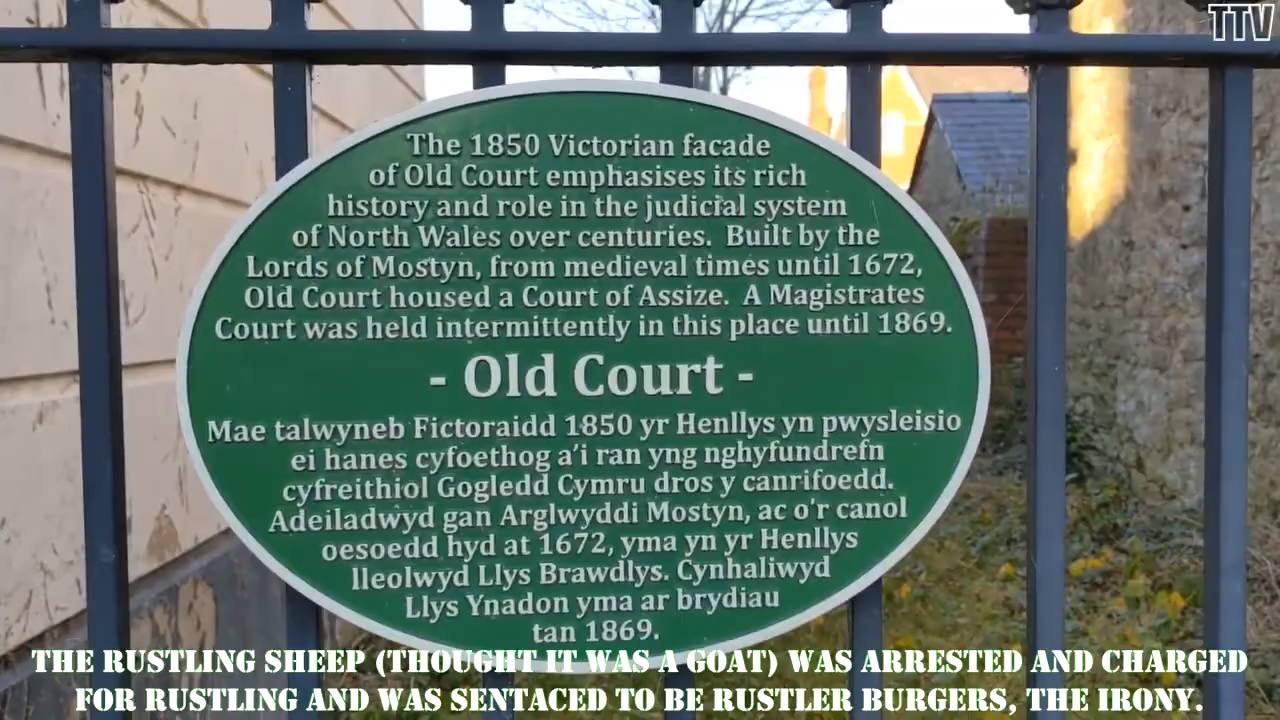 TTV
The 1850 Victorian facade
of Old Court emphasises its rich
history and role in the judicial system
of North Wales over centuries. Built by the
Lords of Mostyn, from medieval times until 1672,
Old Court housed a Court of Assize. A Magistrates
Court was held intermittently in this place until 1869.
- Old Court -
Mae talwyneb Fictoraidd 1850 yr Henllys yn pwysleisio
ei hanes cyfoethog a'i ran yng nghyfundrefn
cyfreithiol Gogledd Cymru dros y canrifoedd.
Adeiladwyd gan Arglwyddi Mostyn, ac o'r canol
oesoedd hyd at 1672, yma yn yr Henllys
lleolwyd Llys Brawdlys. Cynhaliwyd
Llys Ynadon yma ar brydiau
tan 1869.
THE RUSTLING SHEEP (THOUGHT IT WAS A GOAT) WAS ARRESTED AND CHARGED
FOR RUSTLING AND WAS SENTACED TO BE RUSTLER BURGERS, THE IRONY.